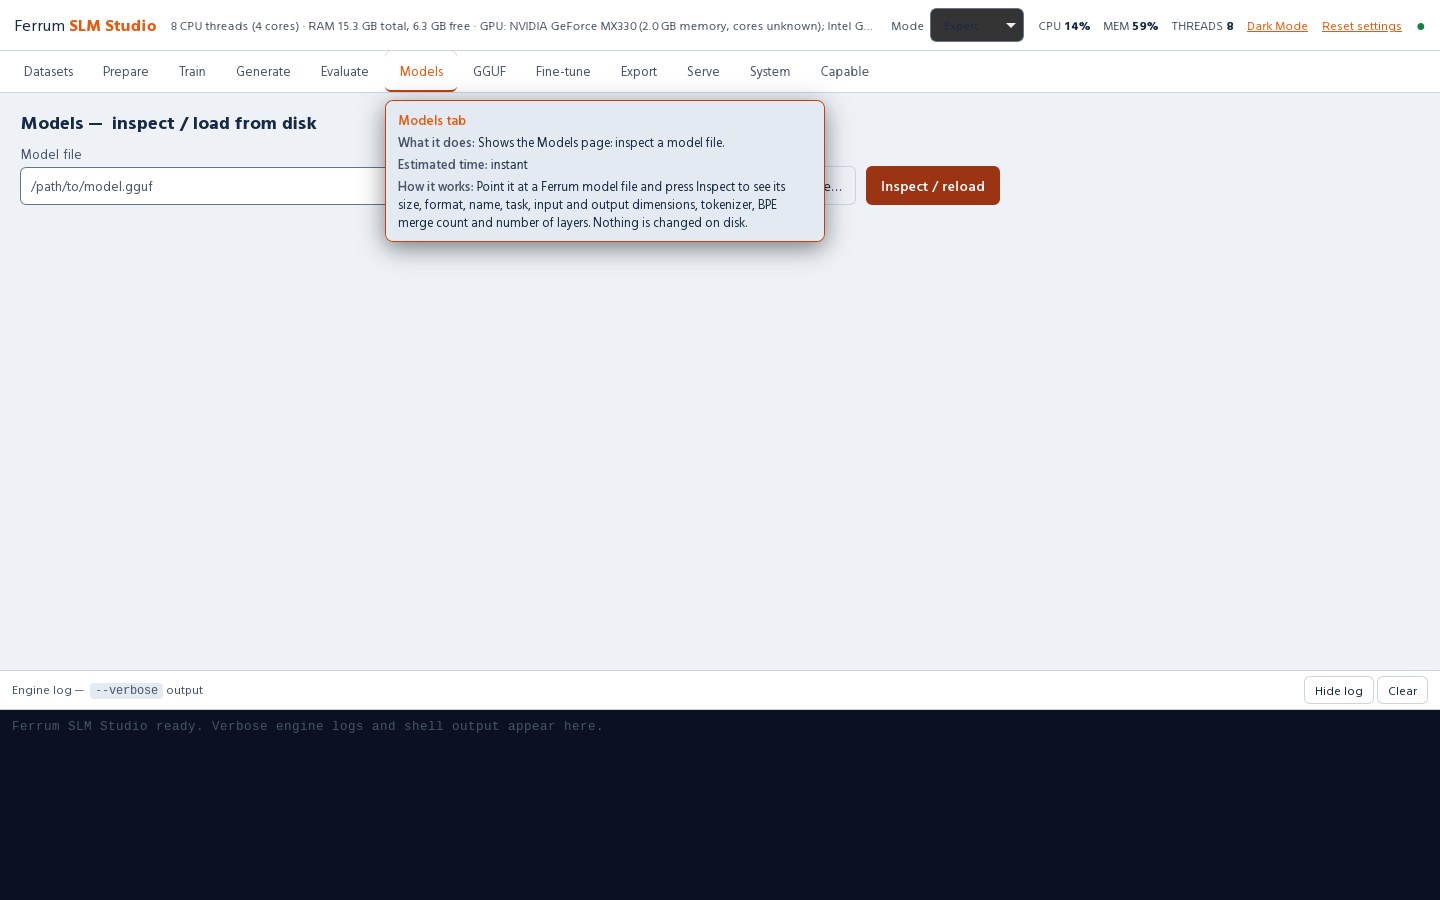 Ferrum SLM Studio
8 CPU threads (4 cores) · RAM 15.3 GB total, 6.3 GB free · GPU: NVIDIA GeForce MX330 (2.0 GB memory, cores unknown); Intel G...
Mode
Expert
CPU 14% MEM 59% THREADS 8 Dark Mode Reset settings
Datasets Prepare Train Generate Evaluate Models GGUF Fine-tune Export Serve System Capable
Models — inspect / load from disk
Model file
/path/to/model.gguf
e...
Inspect / reload
Models tab
What it does: Shows the Models page: inspect a model file.
Estimated time: instant
How it works: Point it at a Ferrum model file and press Inspect to see its
size, format, name, task, input and output dimensions, tokenizer, BPE
merge count and number of layers. Nothing is changed on disk.
Engine log — --verbose output
Hide log Clear
Ferrum SLM Studio ready. Verbose engine logs and shell output appear here.